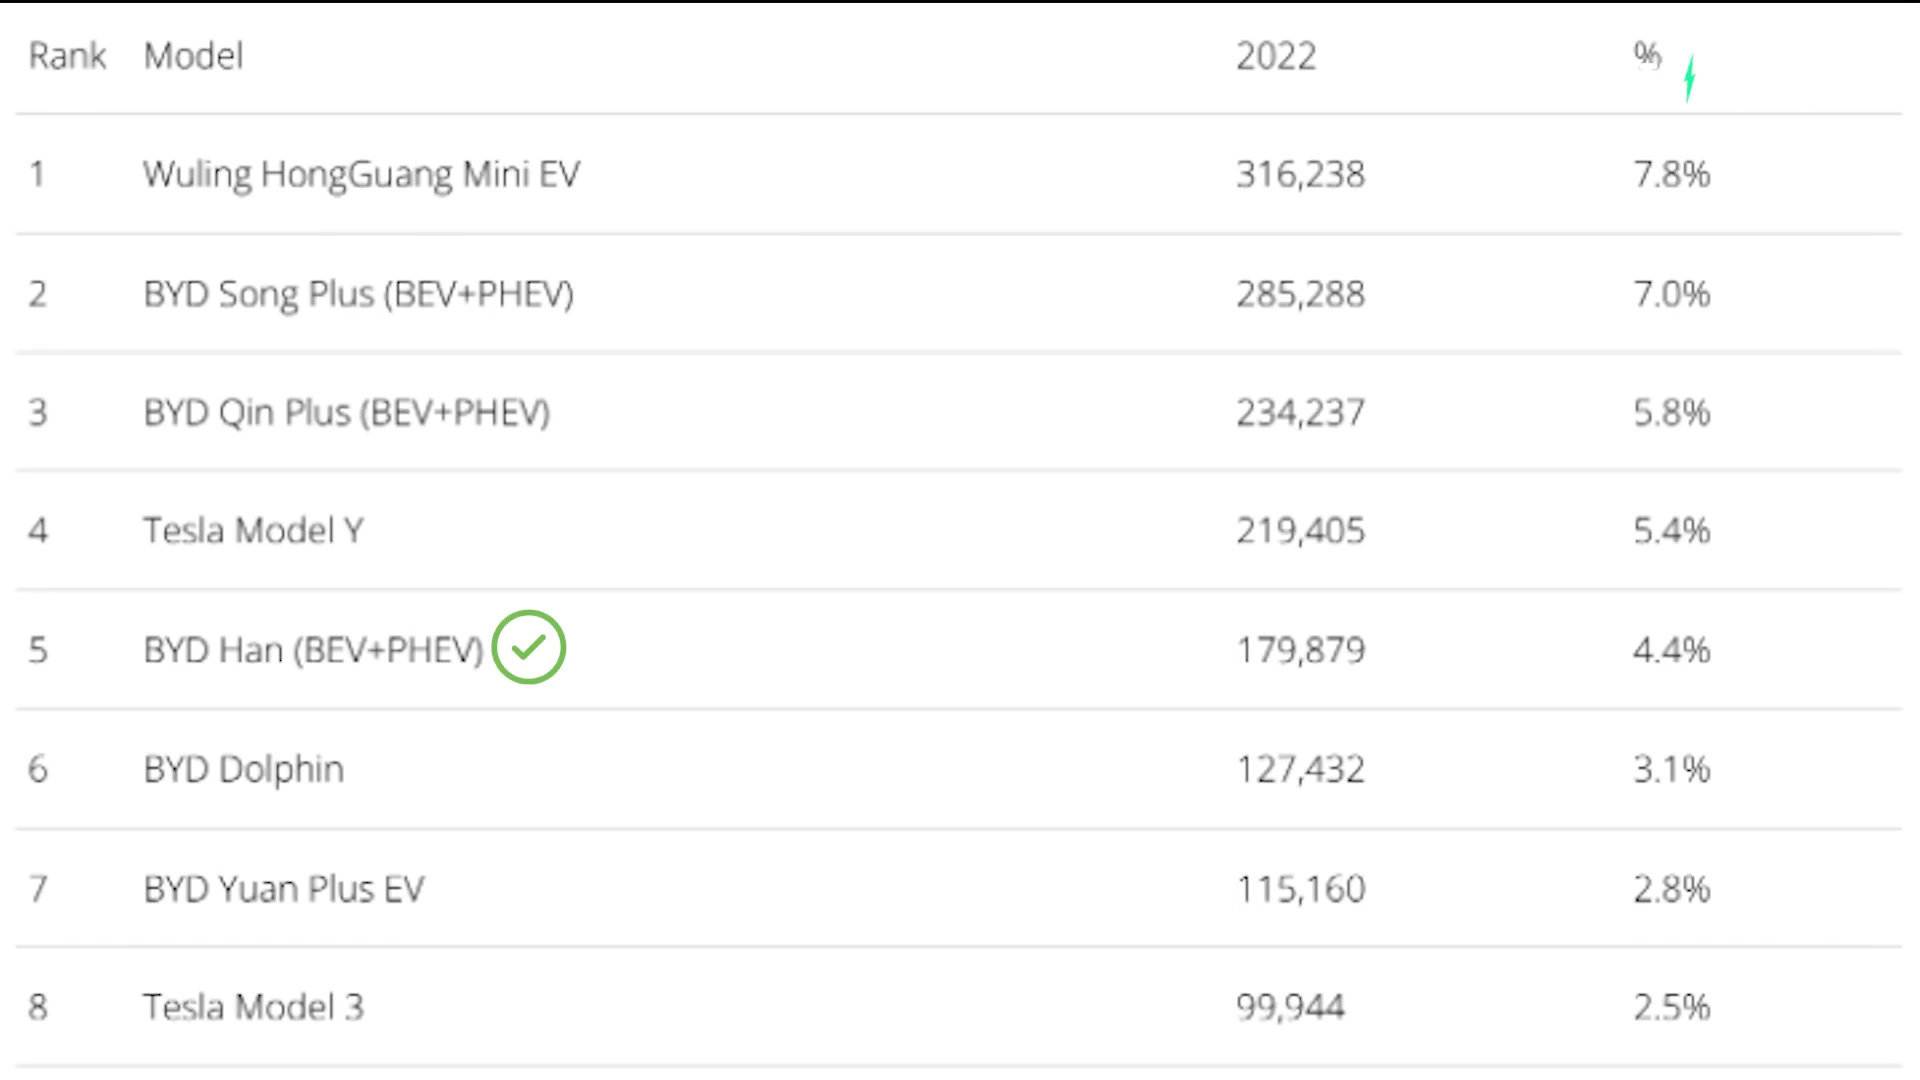 Rank Model 2022 %
1 Wuling HongGuang Mini EV 316,238 7.8%
2 BYD Song Plus (BEV+PHEV) 285,288 7.0%
3 BYD Qin Plus (BEV+PHEV) 234,237 5.8%
4 Tesla Model Y 219,405 5.4%
5 BYD Han (BEV+PHEV) 179,879 4.4%
6 BYD Dolphin 127,432 3.1%
7 BYD Yuan Plus EV 115,160 2.8%
8 Tesla Model 3 99,944 2.5%